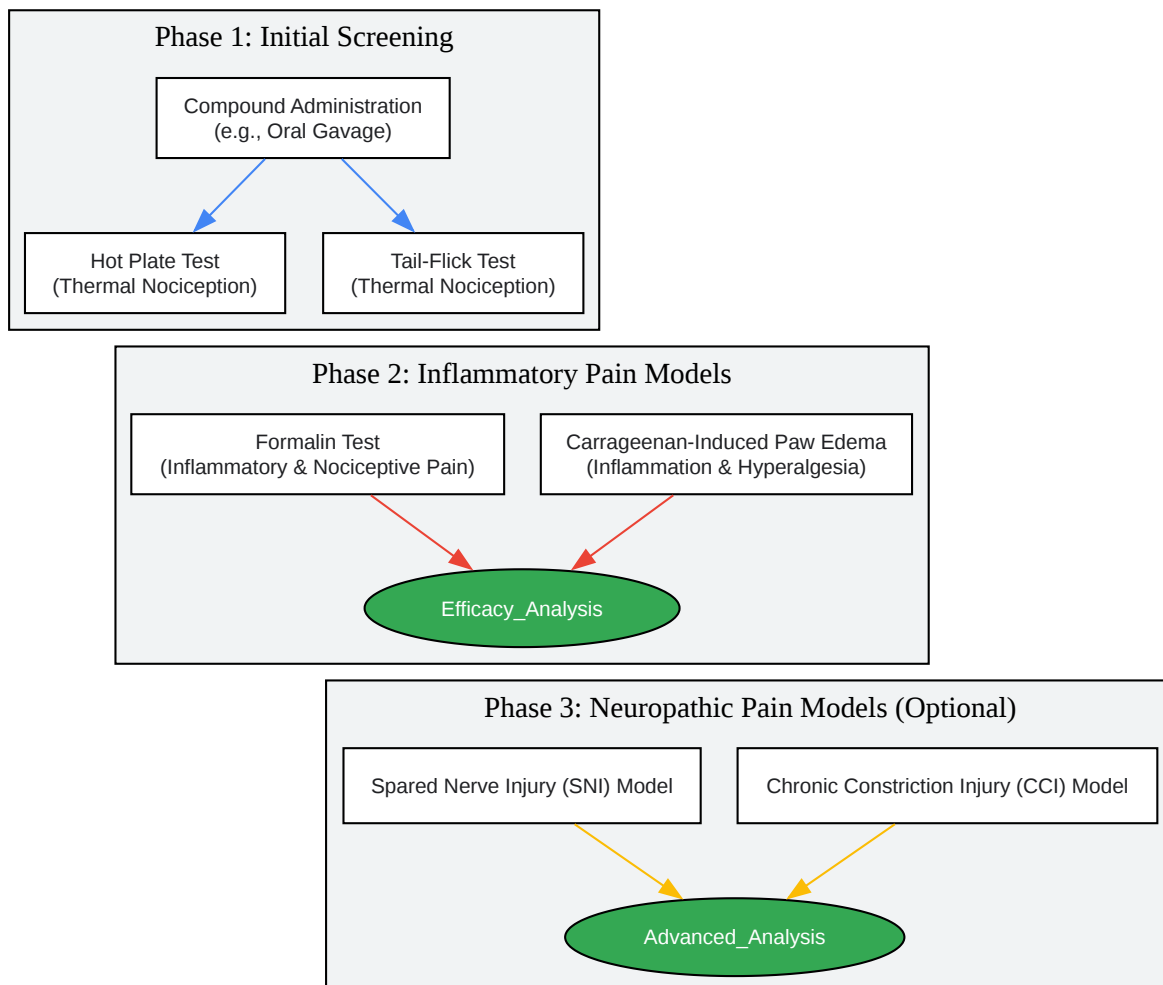 Phase 1: Initial Screening
Compound Administration
(e.g., Oral Gavage)
Hot Plate Test
(Thermal Nociception)
Tail-Flick Test
(Thermal Nociception)
Phase 2: Inflammatory Pain Models
Formalin Test
(Inflammatory & Nociceptive Pain)
Carrageenan-Induced Paw Edema
(Inflammation & Hyperalgesia)
Efficacy_Analysis
Phase 3: Neuropathic Pain Models (Optional)
Spared Nerve Injury (SNI) Model
Chronic Constriction Injury (CCI) Model
Advanced_Analysis